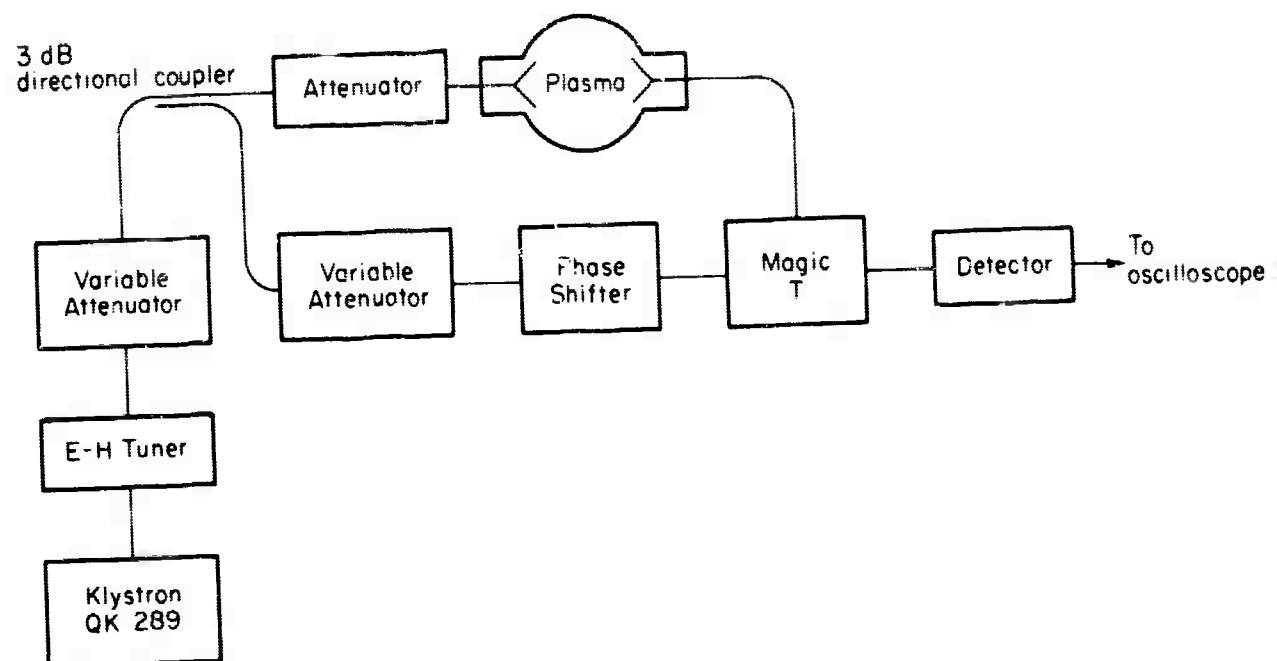 3 dB
directional coupler
Attenuator
Plasma
Variable
Attenuator
Variable
Attenuator
Phase
Shifter
Magic
T
Detector
To
oscilloscope
E-H Tuner
Klystron
QK 289